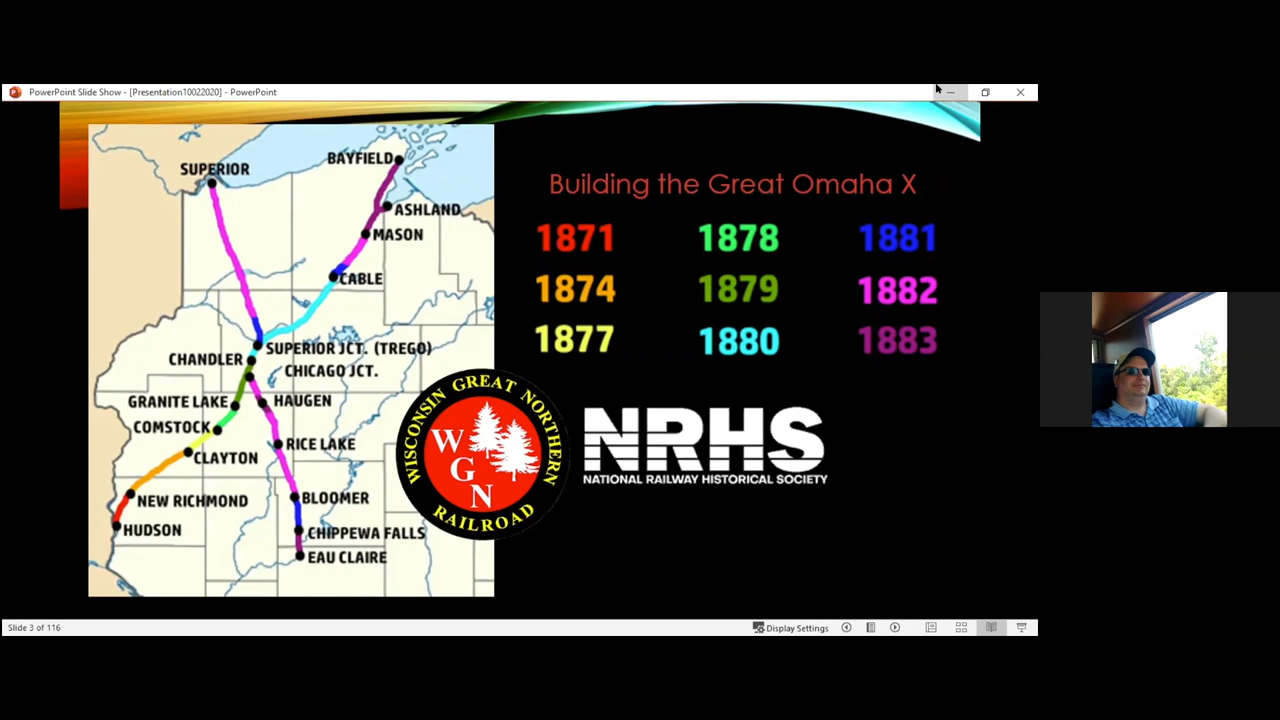 PowerPoint Slide Show - [Presentation10022020] - PowerPoint
SUPERIOR
BAYFIELD
ASHLAND
MASON
CABLE
SUPERIOR JCT. (TREGO)
CHANDLER
CHICAGO JCT.
GRANITE LAKE
HAUGEN
COMSTOCK
RICE LAKE
CLAYTON
NEW RICHMOND
BLOOMER
HUDSON
CHIPPEWA FALLS
EAU CLAIRE
Building the Great Omaha X
1871 1878 1881
1874 1879 1882
1877 1880 1883
WISCONSIN GREAT NORTHERN
W
G
N
RAILROAD
NRHS
NATIONAL RAILWAY HISTORICAL SOCIETY
Slide 3 of 116
Display Settings